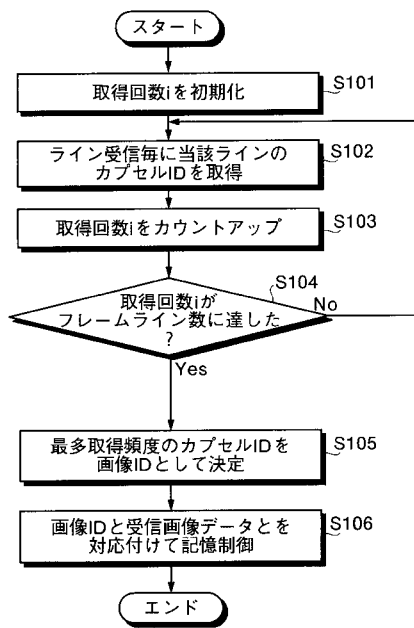 スタート
取得回数iを初期化
S101
ライン受信毎に当該ラインの
カプセルIDを取得
S102
取得回数iをカウントアップ
S103
S104
取得回数iが
フレームライン数に達した
?
No
Yes
最多取得頻度のカプセルIDを
画像IDとして決定
S105
画像IDと受信画像データとを
対応付けて記憶制御
S106
エンド